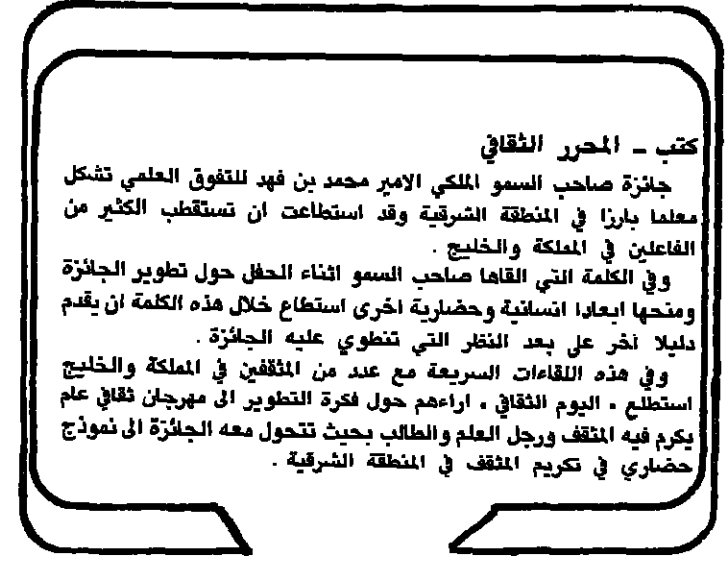 كتب ـ المحرر الثقافي
جائزة صاحب السمو الملكي الامير محمد بن فهد للتفوق العلمي تشكل
معلما بارزا في المنطقة الشرقية وقد استطاعت ان تستقطب الكثير من
الفاعلين في المملكة والخليج .
وفي الكلمة التي القاها صاحب السمو اثناء الحفل حول تطوير الجائزة
ومنحها ابعادا انسانية وحضارية اخرى استطاع خلال هذه الكلمة ان يقدم
دليلا آخر على بعد النظر التي تنطوي عليه الجائزة .
وفي هذه اللقاءات السريعة مع عدد من المثقفين في المملكة والخليج
استطلع « اليوم الثقافي » اراءهم حول فكرة التطوير الى مهرجان ثقافي عام
يكرم فيه المثقف ورجل العلم والطالب بحيث تتحول معه الجائزة الى نموذج
حضاري في تكريم المثقف في المنطقة الشرقية .